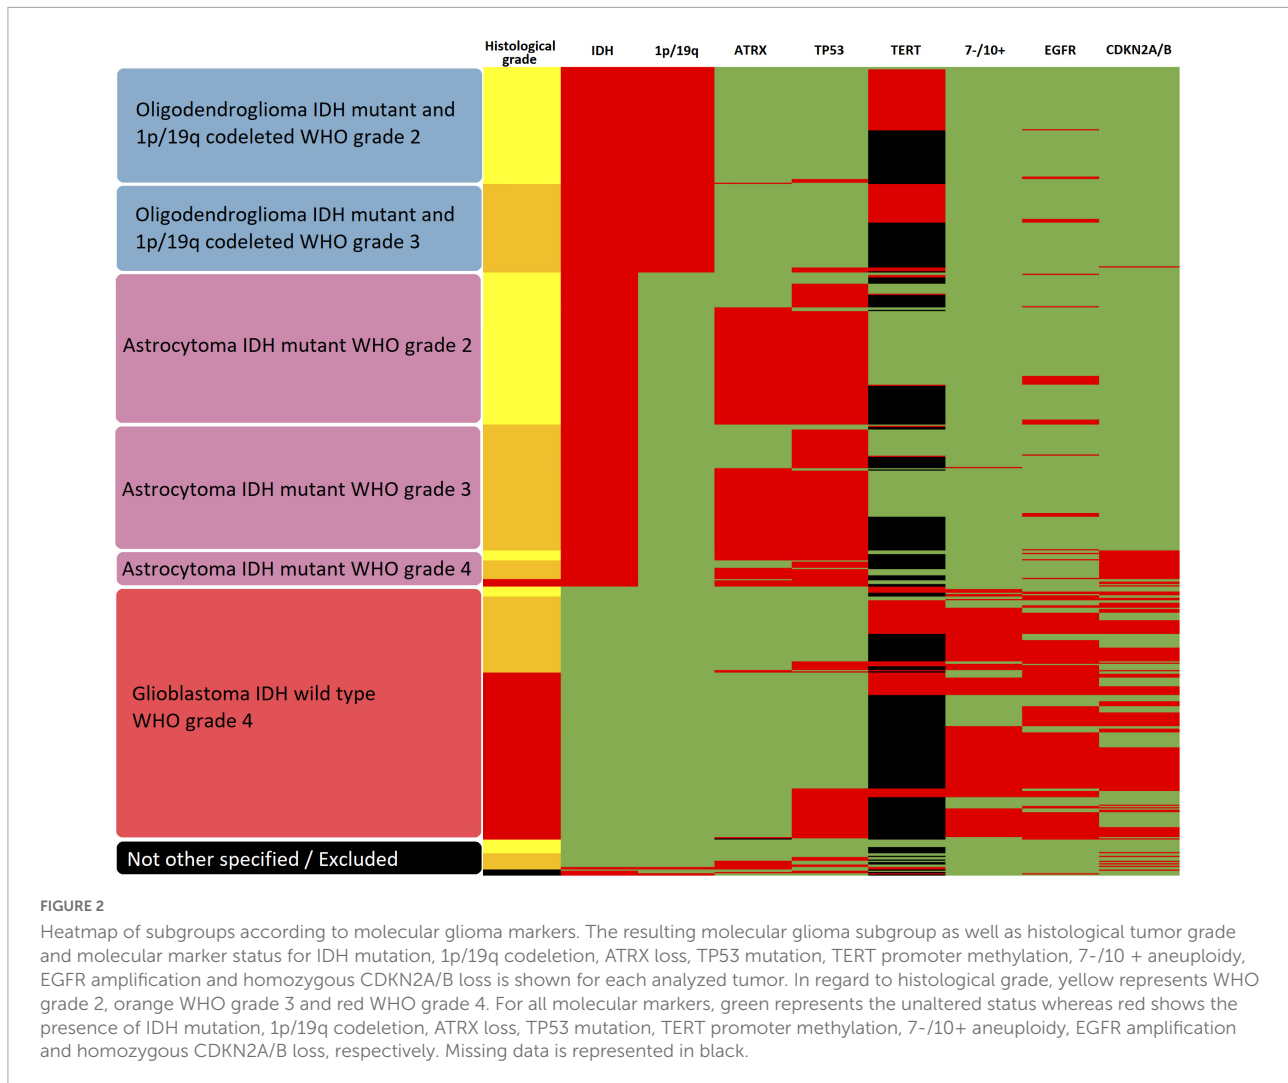 Histological
grade
IDH
1p/19q
ATRX
TP53
TERT
7-/10+
EGFR
CDKN2A/B
Oligodendroglioma IDH mutant and
1p/19q codeleted WHO grade 2
Oligodendroglioma IDH mutant and
1p/19q codeleted WHO grade 3
Astrocytoma IDH mutant WHO grade 2
Astrocytoma IDH mutant WHO grade 3
Astrocytoma IDH mutant WHO grade 4
Glioblastoma IDH wild type
WHO grade 4
Not other specified / Excluded
FIGURE 2
Heatmap of subgroups according to molecular glioma markers. The resulting molecular glioma subgroup as well as histological tumor grade
and molecular marker status for IDH mutation, 1p/19q codeletion, ATRX loss, TP53 mutation, TERT promoter methylation, 7-/10 + aneuploidy,
EGFR amplification and homozygous CDKN2A/B loss is shown for each analyzed tumor. In regard to histological grade, yellow represents WHO
grade 2, orange WHO grade 3 and red WHO grade 4. For all molecular markers, green represents the unaltered status whereas red shows the
presence of IDH mutation, 1p/19q codeletion, ATRX loss, TP53 mutation, TERT promoter methylation, 7-/10+ aneuploidy, EGFR amplification
and homozygous CDKN2A/B loss, respectively. Missing data is represented in black.